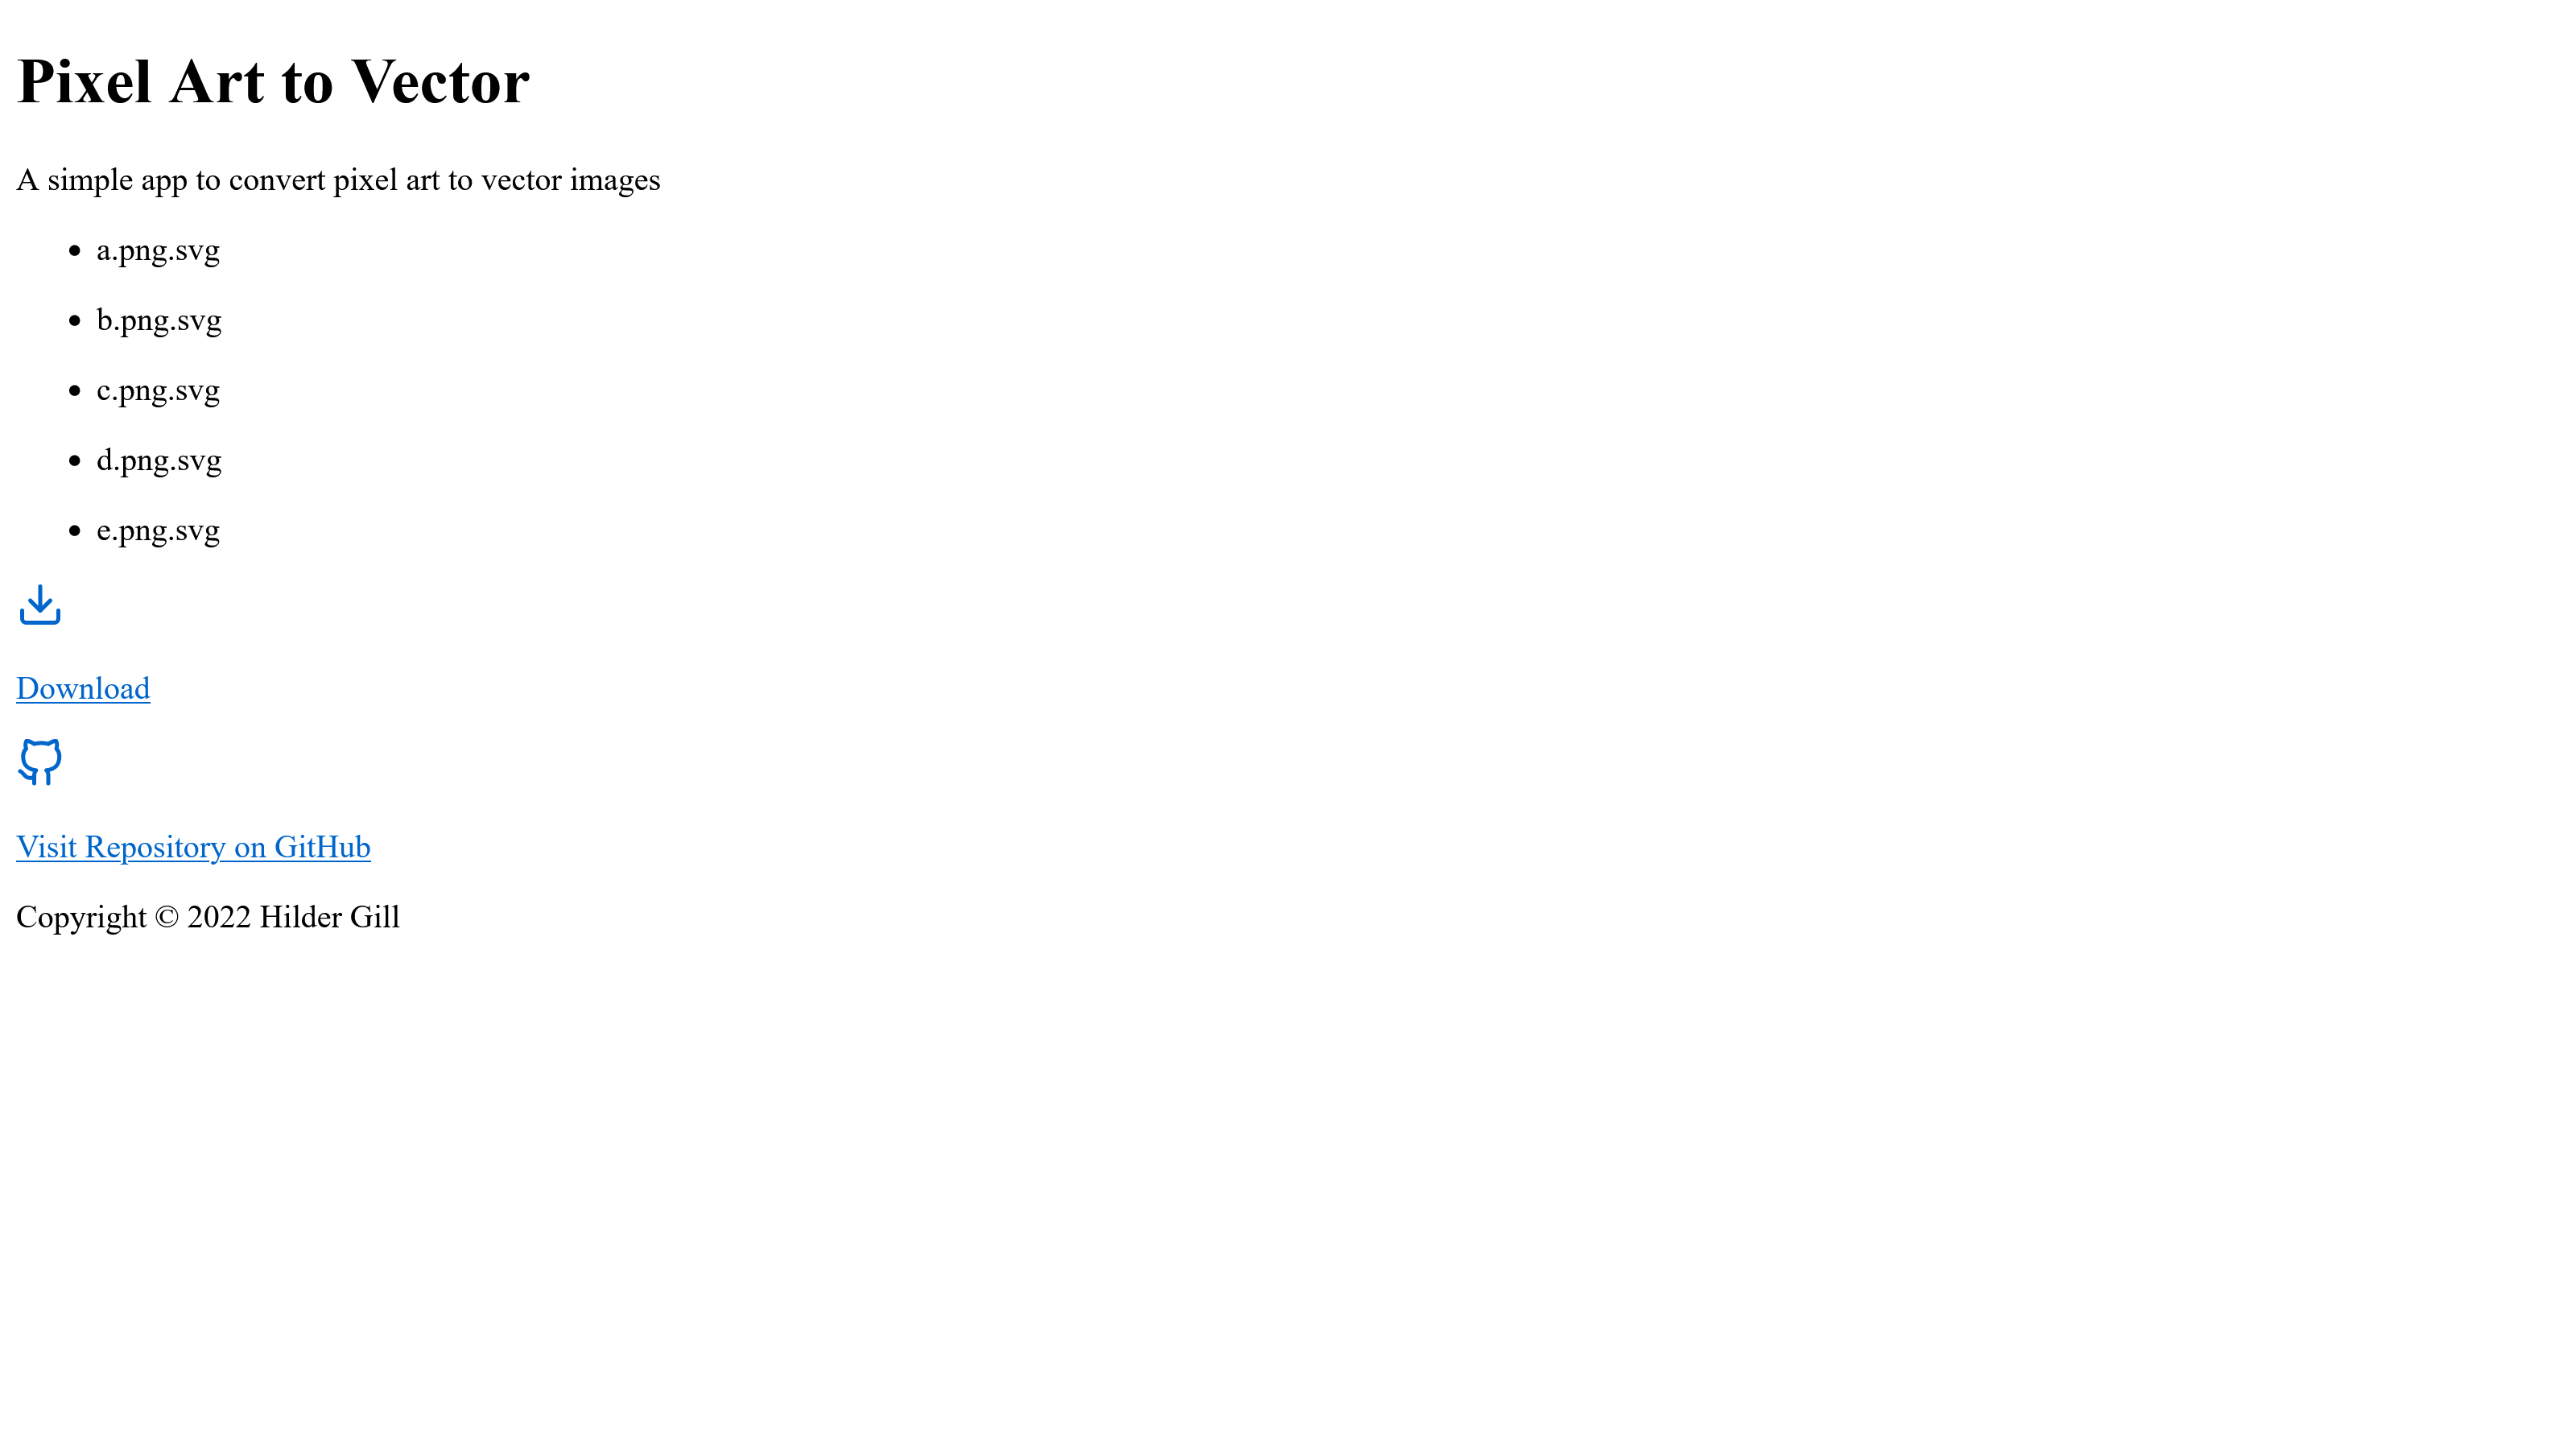 Pixel Art to Vector
A simple app to convert pixel art to vector images
a.png.svg
b.png.svg
c.png.svg
d.png.svg
e.png.svg
Download
Visit Repository on GitHub
Copyright © 2022 Hilder Gill